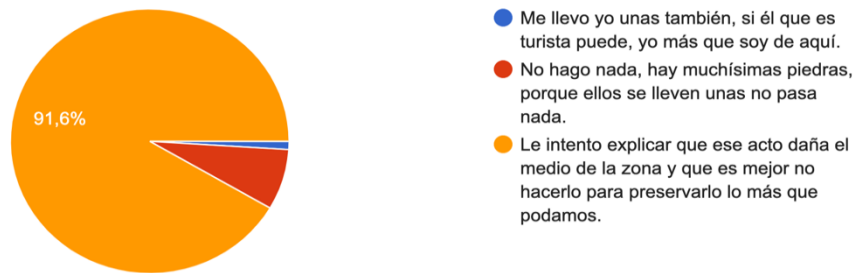 91,6%
Me llevo yo unas también, si él que es
turista puede, yo más que soy de aquí.
No hago nada, hay muchísimas piedras,
porque ellos se lleven unas no pasa
nada.
Le intento explicar que ese acto daña el
medio de la zona y que es mejor no
hacerlo para preservarlo lo más que
podamos.